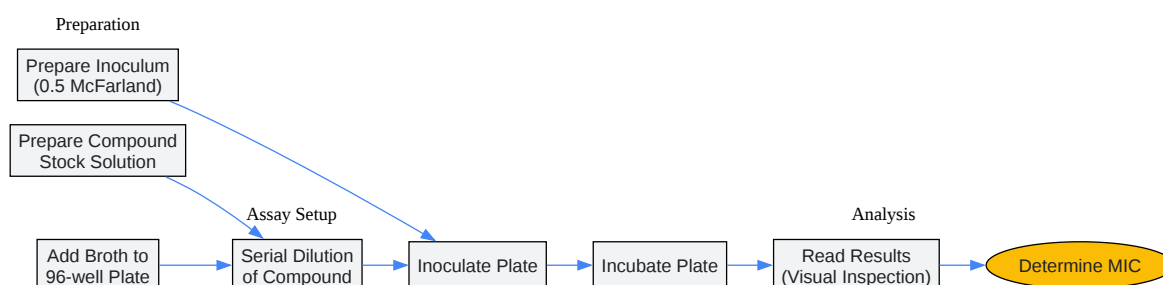 Preparation
Prepare Inoculum
(0.5 McFarland)
Prepare Compound
Stock Solution
Assay Setup
Analysis
Add Broth to
96-well Plate
Serial Dilution
of Compound
Inoculate Plate
Incubate Plate
Read Results
(Visual Inspection)
Determine MIC